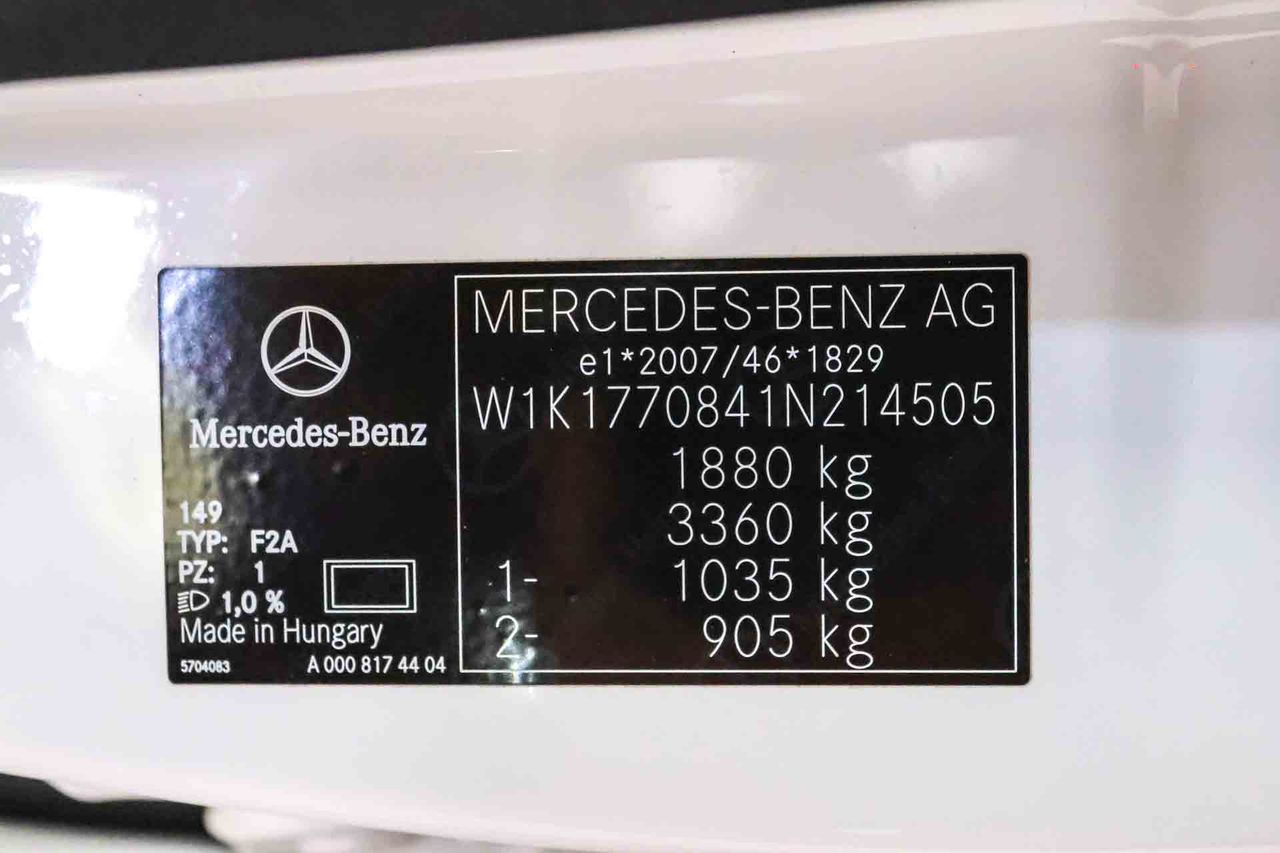 Mercedes-Benz
149
TYP: F2A
PZ: 1
1,0 %
Made in Hungary
5704083 A 000 817 44 04
MERCEDES-BENZ AG
e1*2007/46*1829
W1K1770841N214505
1880 kg
3360 kg
1- 1035 kg
2- 905 kg